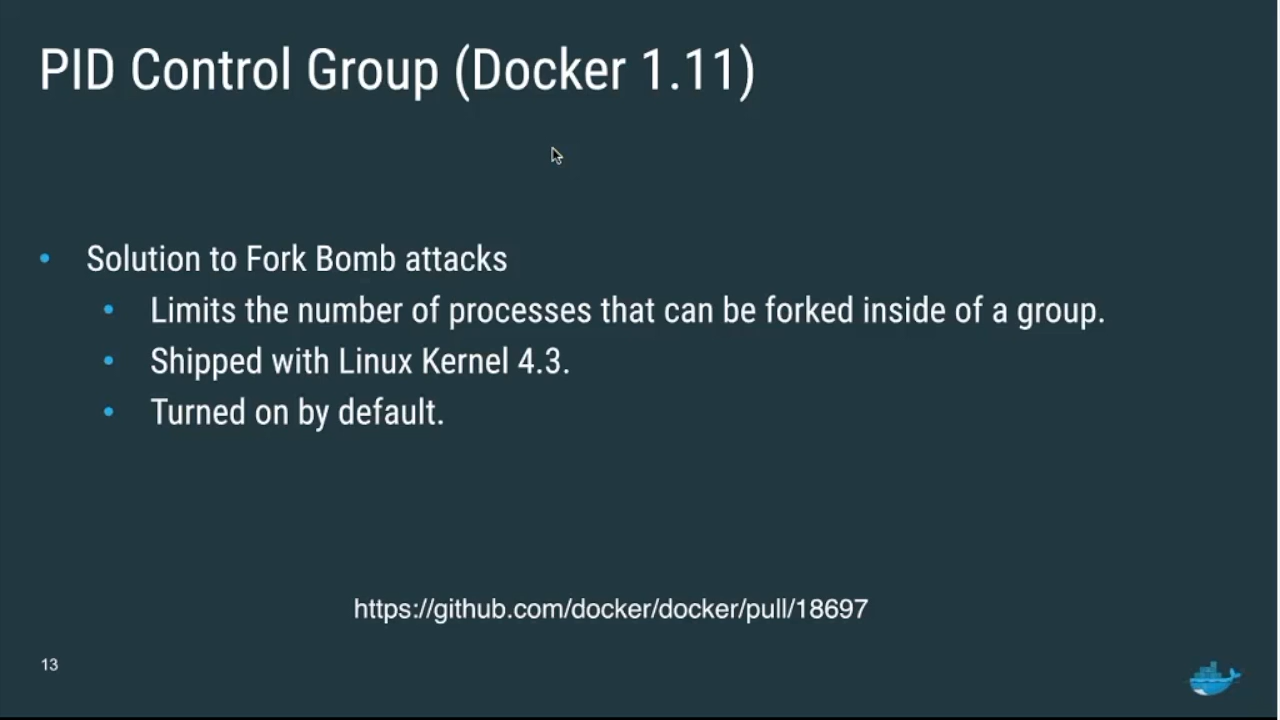 PID Control Group (Docker 1.11)
• Solution to Fork Bomb attacks
• Limits the number of processes that can be forked inside of a group.
• Shipped with Linux Kernel 4.3.
• Turned on by default.
https://github.com/docker/docker/pull/18697
13